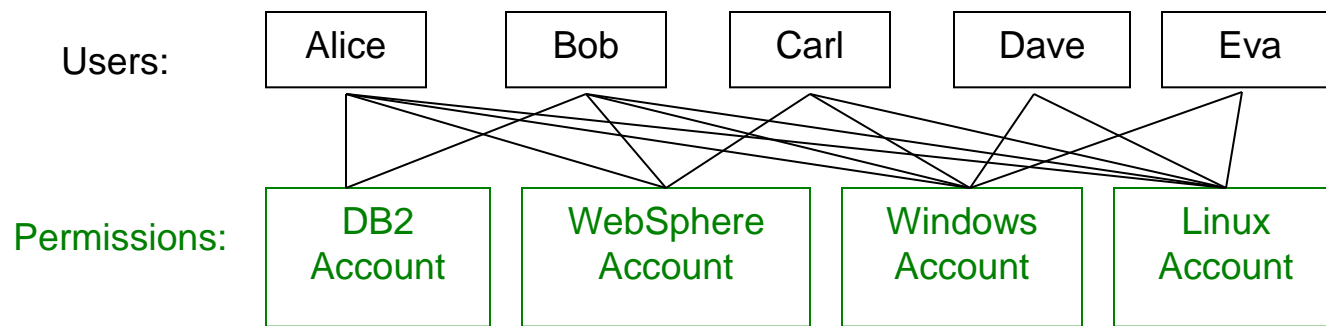 Users:
Alice
Bob
Carl
Dave
Eva
Permissions:
DB2
Account
WebSphere
Account
Windows
Account
Linux
Account